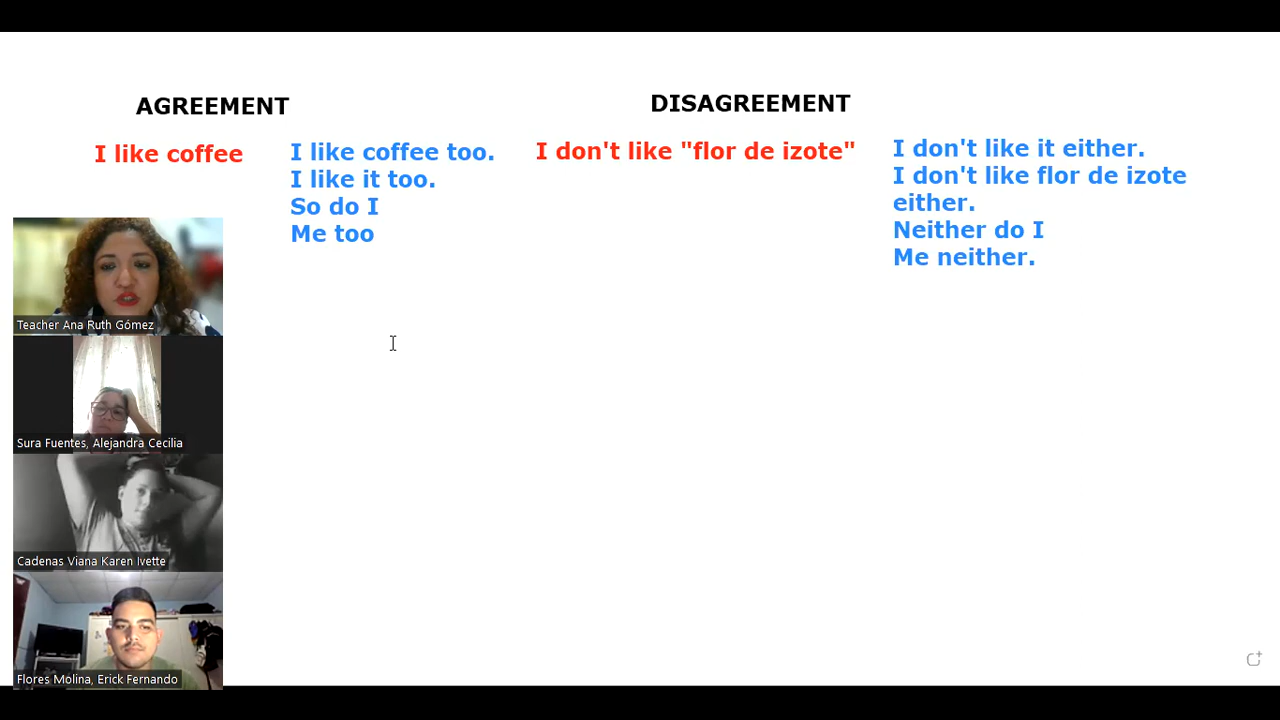 AGREEMENT
I like coffee
I like coffee too.
I like it too.
So do I
Me too
DISAGREEMENT
I don't like "flor de izote"
I don't like it either.
I don't like flor de izote
either.
Neither do I
Me neither.
Teacher Ana Ruth Gómez
Sura Fuentes, Alejandra Cecilia
Cadenas Viana Karen Ivette
Flores Molina, Erick Fernando